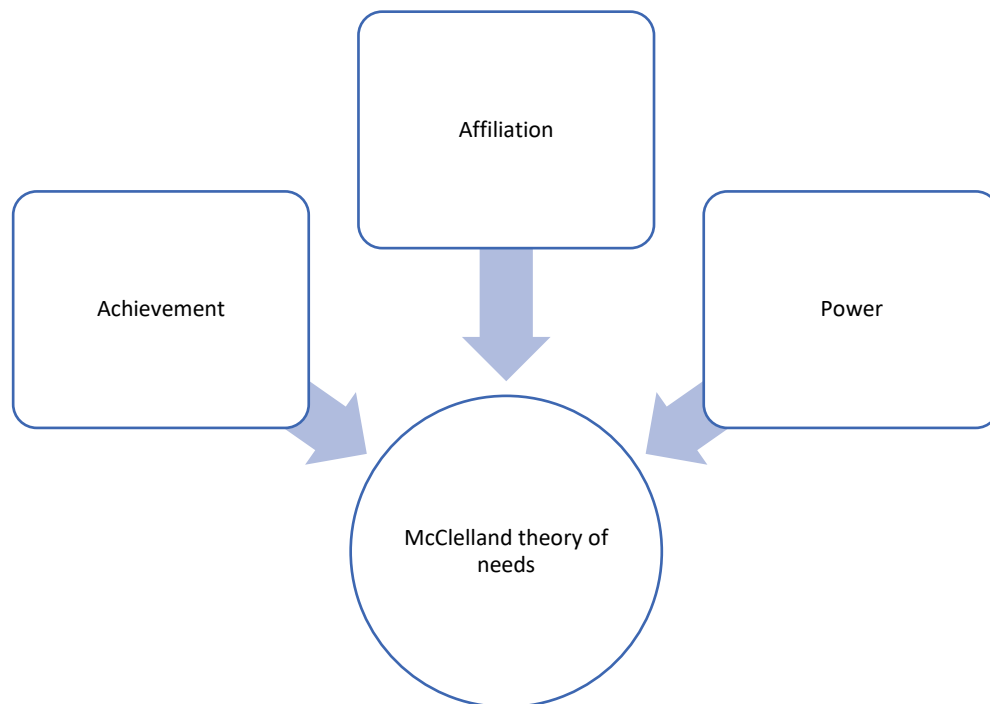 Affiliation
Achievement
Power
McClelland theory of
needs